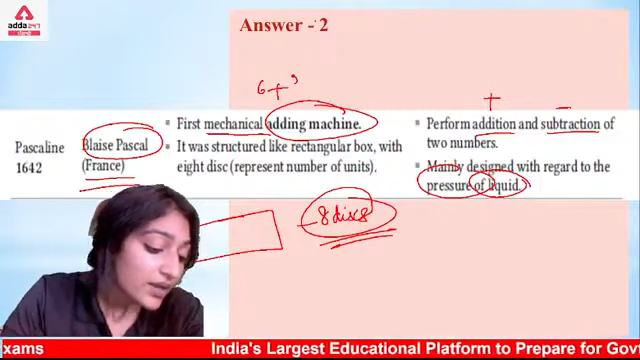 adda247
ਪੰਜਾਬੀ
Answer - 2
6+9
+
-
Pascaline
1642
Blaise Pascal
(France)
▪ First mechanical adding machine.
▪ It was structured like rectangular box, with
eight disc (represent number of units).
▪ Perform addition and subtraction of
two numbers.
▪ Mainly designed with regard to the
pressure of liquid.
8 discs
xams
India's Largest Educational Platform to Prepare for Gov